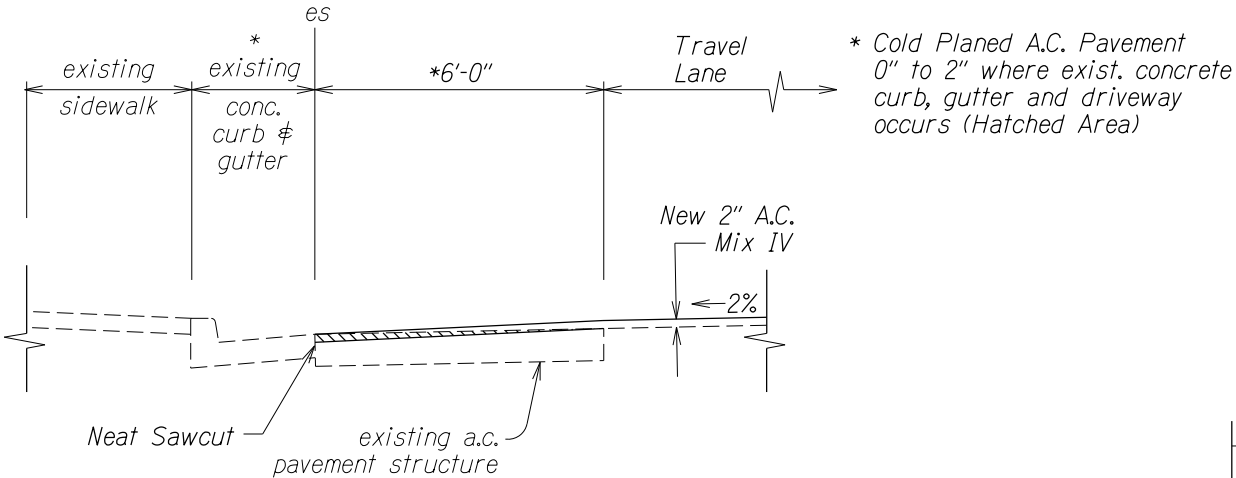 es
*
existing
sidewalk
existing
conc.
curb &
gutter
*6'-0"
Travel
Lane
* Cold Planed A.C. Pavement
0" to 2" where exist. concrete
curb, gutter and driveway
occurs (Hatched Area)
New 2" A.C.
Mix IV
2%
Neat Sawcut
existing a.c.
pavement structure